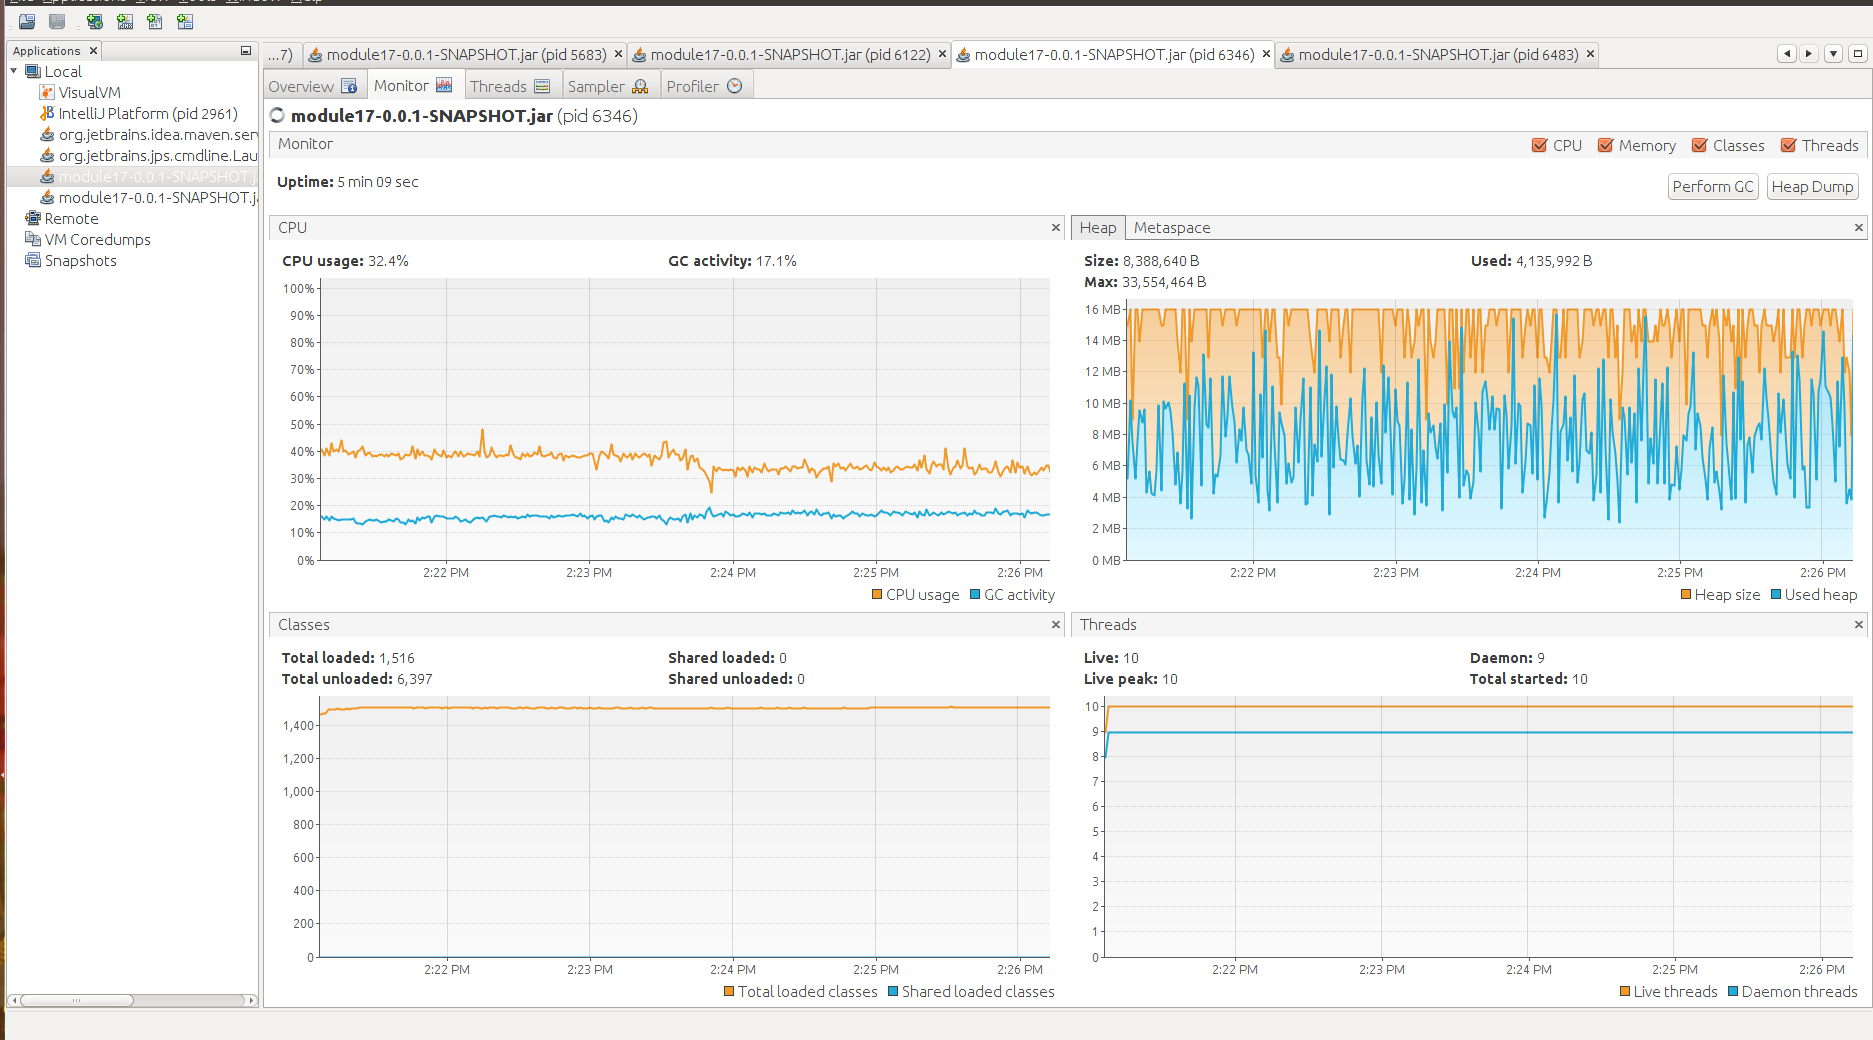 File Applications View Tools Window Help
Applications
Local
VisualVM
IntelliJ Platform (pid 2961)
org.jetbrains.idea.maven.serv
org.jetbrains.jps.cmdline.Lau
module17-0.0.1-SNAPSHOT.j
module17-0.0.1-SNAPSHOT.ja
Remote
VM Coredumps
Snapshots
...7) module17-0.0.1-SNAPSHOT.jar (pid 5683) module17-0.0.1-SNAPSHOT.jar (pid 6122) module17-0.0.1-SNAPSHOT.jar (pid 6346) module17-0.0.1-SNAPSHOT.jar (pid 6483)
Overview Monitor Threads Sampler Profiler
module17-0.0.1-SNAPSHOT.jar (pid 6346)
Monitor CPU Memory Classes Threads
Uptime: 5 min 09 sec Perform GC Heap Dump
CPU
CPU usage: 32.4% GC activity: 17.1%
100%
90%
80%
70%
60%
50%
40%
30%
20%
10%
0%
2:22 PM 2:23 PM 2:24 PM 2:25 PM 2:26 PM
CPU usage GC activity
Heap Metaspace
Size: 8,388,640 B Used: 4,135,992 B
Max: 33,554,464 B
16 MB
14 MB
12 MB
10 MB
8 MB
6 MB
4 MB
2 MB
0 MB
2:22 PM 2:23 PM 2:24 PM 2:25 PM 2:26 PM
Heap size Used heap
Classes
Total loaded: 1,516 Shared loaded: 0
Total unloaded: 6,397 Shared unloaded: 0
1,400
1,200
1,000
800
600
400
200
0
2:22 PM 2:23 PM 2:24 PM 2:25 PM 2:26 PM
Total loaded classes Shared loaded classes
Threads
Live: 10 Daemon: 9
Live peak: 10 Total started: 10
10
9
8
7
6
5
4
3
2
1
0
2:22 PM 2:23 PM 2:24 PM 2:25 PM 2:26 PM
Live threads Daemon threads